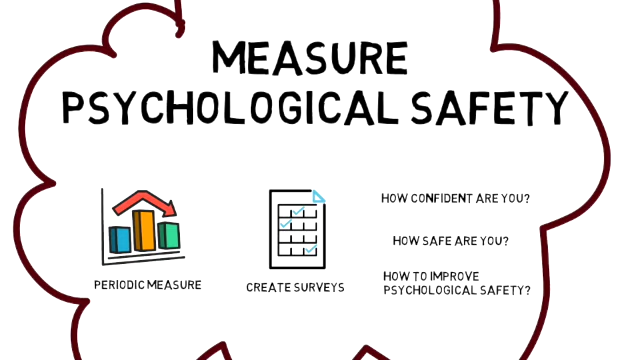 MEASURE
PSYCHOLOGICAL SAFETY
PERIODIC MEASURE
CREATE SURVEYS
HOW CONFIDENT ARE YOU?
HOW SAFE ARE YOU?
HOW TO IMPROVE
PSYCHOLOGICAL SAFETY?